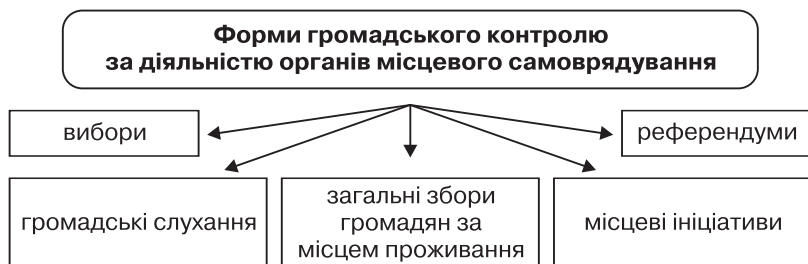 Форми громадського контролю
за діяльністю органів місцевого самоврядування
вибори
референдуми
громадські слухання
загальні збори
громадян за
місцем проживання
місцеві ініціативи